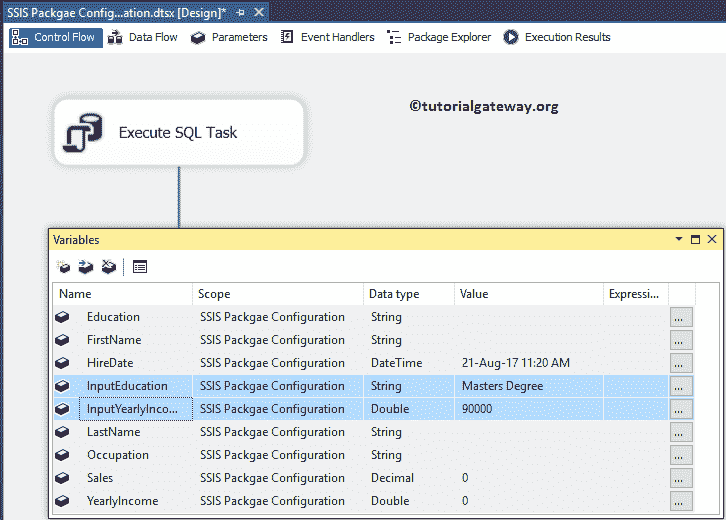 SSIS Packgae Config...ation.dtsx [Design]*
Control Flow Data Flow Parameters Event Handlers Package Explorer Execution Results
©tutorialgateway.org
Execute SQL Task
Variables
Name Scope Data type Value Expressi...
Education SSIS Packgae Configuration String ...
FirstName SSIS Packgae Configuration String ...
HireDate SSIS Packgae Configuration DateTime 21-Aug-17 11:20 AM ...
InputEducation SSIS Packgae Configuration String Masters Degree ...
InputYearlyInco... SSIS Packgae Configuration Double 90000 ...
LastName SSIS Packgae Configuration String ...
Occupation SSIS Packgae Configuration String ...
Sales SSIS Packgae Configuration Decimal 0 ...
YearlyIncome SSIS Packgae Configuration Double 0 ...